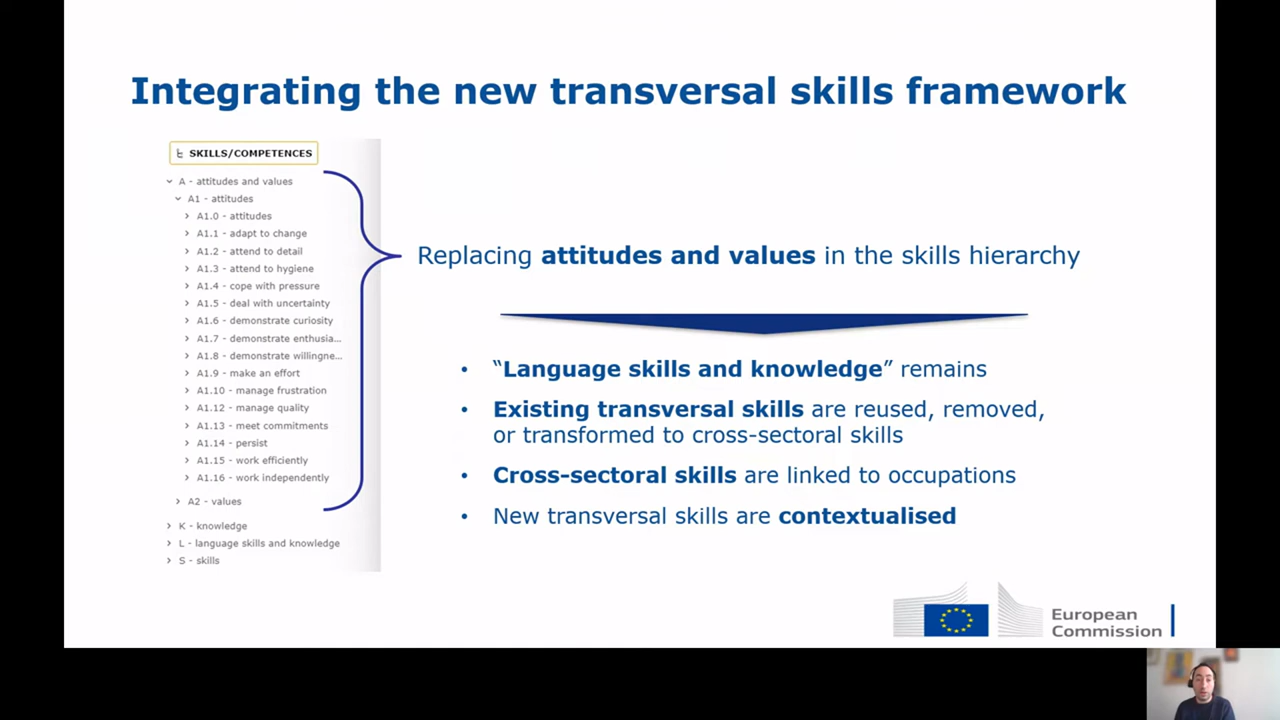 Integrating the new transversal skills framework
SKILLS/COMPETENCES
A - attitudes and values
A1 - attitudes
A1.0 - attitudes
A1.1 - adapt to change
A1.2 - attend to detail
A1.3 - attend to hygiene
A1.4 - cope with pressure
A1.5 - deal with uncertainty
A1.6 - demonstrate curiosity
A1.7 - demonstrate enthusia...
A1.8 - demonstrate willingne...
A1.9 - make an effort
A1.10 - manage frustration
A1.12 - manage quality
A1.13 - meet commitments
A1.14 - persist
A1.15 - work efficiently
A1.16 - work independently
A2 - values
K - knowledge
L - language skills and knowledge
S - skills
Replacing attitudes and values in the skills hierarchy
• “Language skills and knowledge” remains
• Existing transversal skills are reused, removed,
or transformed to cross-sectoral skills
• Cross-sectoral skills are linked to occupations
• New transversal skills are contextualised
European
Commission